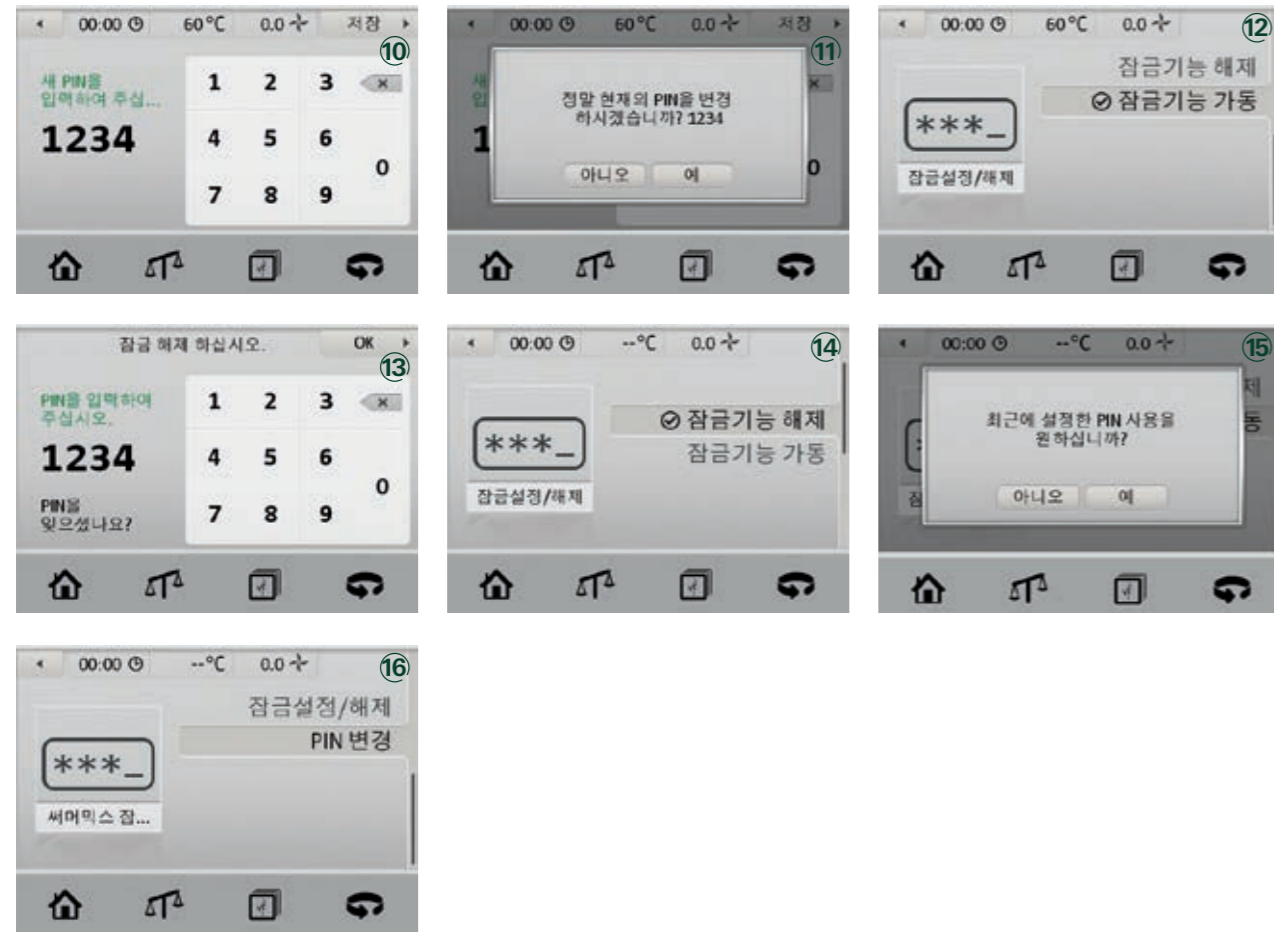 00:00 60°C 0.0 저장
10
새 PIN을
입력하여 주십...
1234
1 2 3
4 5 6
0
7 8 9
00:00 60°C 0.0 저장
11
새
입
1
정말 현재의 PIN을 변경
하시겠습니까? 1234
0
아니오 예
00:00 60°C 0.0
12
잠금기능 해제
잠금기능 가동
***_
잠금설정/해제
잠금 해제 하십시오. OK
13
PIN을 입력하여
주십시오.
1234
PIN을
잊으셨나요?
1 2 3
4 5 6
0
7 8 9
00:00 --°C 0.0
14
잠금기능 해제
잠금기능 가동
***_
잠금설정/해제
00:00 --°C 0.0
15
제
동
잠
최근에 설정한 PIN 사용을
원하십니까?
아니오 예
00:00 --°C 0.0
16
잠금설정/해제
PIN 변경
***_
써머믹스 잠...